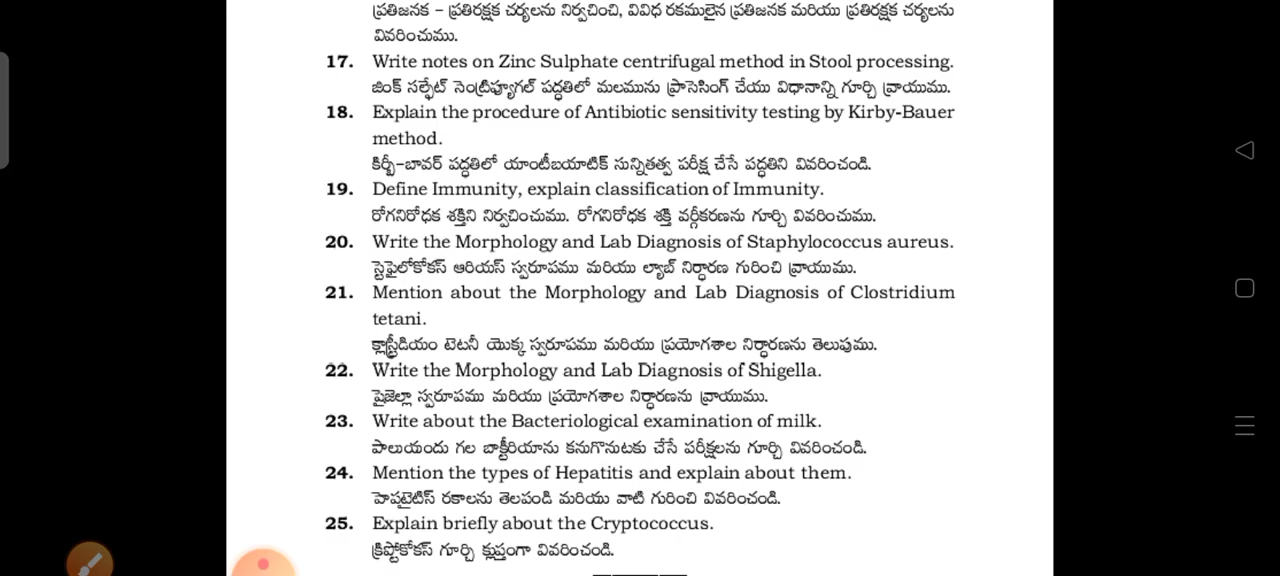 ప్రతిజనక – ప్రతిరక్షక చర్యలను నిర్వచించి, వివిధ రకములైన ప్రతిజనక మరియు ప్రతిరక్షక చర్యలను
వివరించుము.
17. Write notes on Zinc Sulphate centrifugal method in Stool processing.
జింక్ సల్ఫేట్ సెంట్రిఫ్యూగల్ పద్ధతిలో మలమును ప్రాసెసింగ్ చేయు విధానాన్ని గూర్చి వ్రాయుము.
18. Explain the procedure of Antibiotic sensitivity testing by Kirby-Bauer
method.
కిర్బీ-బావర్ పద్ధతిలో యాంటీబయాటిక్ సున్నితత్వ పరీక్ష చేసే పద్ధతిని వివరించండి.
19. Define Immunity, explain classification of Immunity.
రోగనిరోధక శక్తిని నిర్వచించుము. రోగనిరోధక శక్తి వర్గీకరణను గూర్చి వివరించుము.
20. Write the Morphology and Lab Diagnosis of Staphylococcus aureus.
స్టెఫైలోకోకస్ ఆరియస్ స్వరూపము మరియు ల్యాబ్ నిర్ధారణ గురించి వ్రాయుము.
21. Mention about the Morphology and Lab Diagnosis of Clostridium
tetani.
క్లాస్ట్రీడియం టెటనీ యొక్క స్వరూపము మరియు ప్రయోగశాల నిర్ధారణను తెలుపుము.
22. Write the Morphology and Lab Diagnosis of Shigella.
షైజెల్లా స్వరూపము మరియు ప్రయోగశాల నిర్ధారణను వ్రాయుము.
23. Write about the Bacteriological examination of milk.
పాలుయందు గల బాక్టీరియాను కనుగొనుటకు చేసే పరీక్షలను గూర్చి వివరించండి.
24. Mention the types of Hepatitis and explain about them.
హెపటైటిస్ రకాలను తెలపండి మరియు వాటి గురించి వివరించండి.
25. Explain briefly about the Cryptococcus.
క్రిప్టోకోకస్ గూర్చి క్లుప్తంగా వివరించండి.